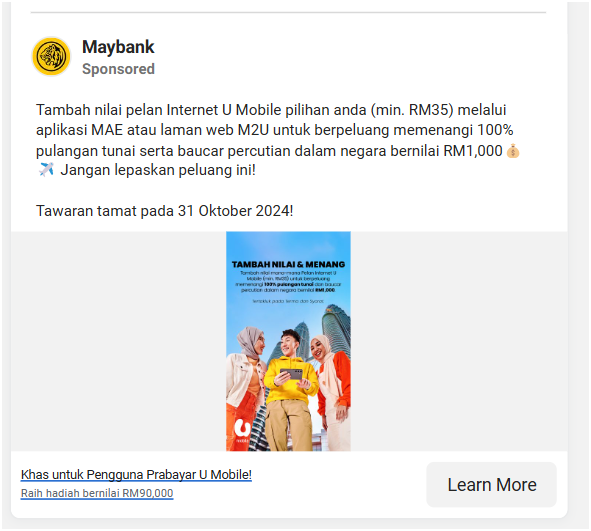 Maybank
Sponsored
Tambah nilai pelan Internet U Mobile pilihan anda (min. RM35) melalui
aplikasi MAE atau laman web M2U untuk berpeluang memenangi 100%
pulangan tunai serta baucar percutian dalam negara bernilai RM1,000💰
✈️ Jangan lepaskan peluang ini!
Tawaran tamat pada 31 Oktober 2024!
TAMBAH NILAI & MENANG
Tambah nilai mana-mana Pelan Internet U
Mobile (min. RM35) untuk berpeluang
memenangi 100% pulangan tunai dan baucar
percutian dalam negara bernilai RM1,000.
Tertakluk pada Terma dan Syarat.
U
mobile
Khas untuk Pengguna Prabayar U Mobile!
Raih hadiah bernilai RM90,000
Learn More